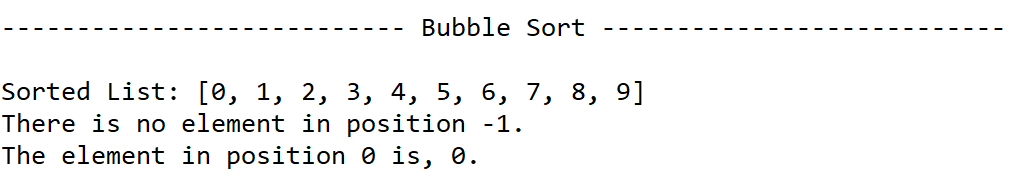 --------------------------- Bubble Sort ---------------------------
Sorted List: [0, 1, 2, 3, 4, 5, 6, 7, 8, 9]
There is no element in position -1.
The element in position 0 is, 0.